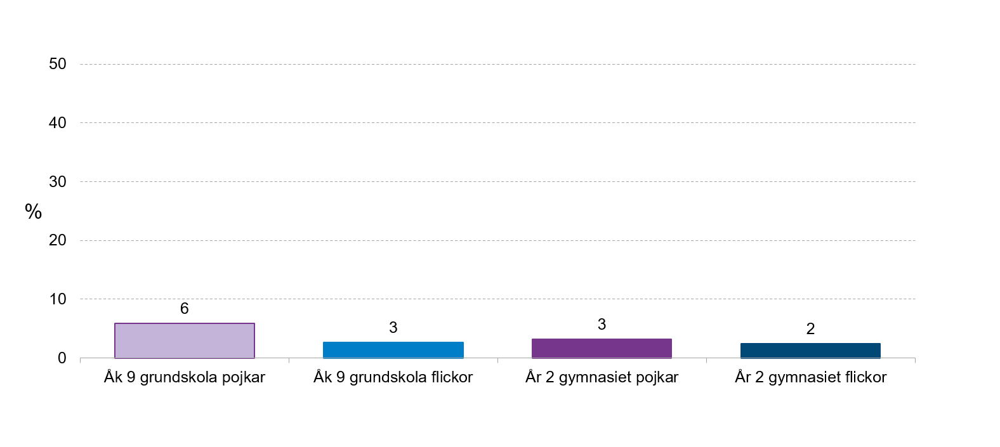 50
40
30
%
20
10
6
3
3
2
0
Åk 9 grundskola pojkar
Åk 9 grundskola flickor
År 2 gymnasiet pojkar
År 2 gymnasiet flickor